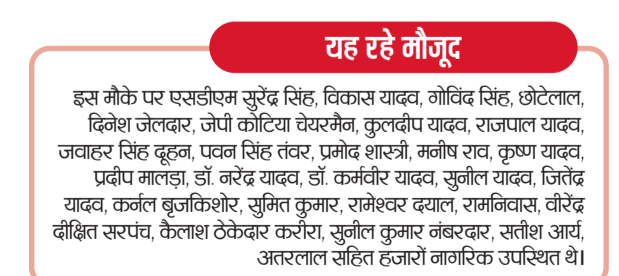 यह रहे मौजूद
इस मौके पर एसडीएम सुरेंद्र सिंह, विकास यादव, गोविंद सिंह, छोटेलाल,
दिनेश जेलदार, जेपी कोटिया चेयरमैन, कुलदीप यादव, राजपाल यादव,
जवाहर सिंह दूहन, पवन सिंह तंवर, प्रमोद शास्त्री, मनीष राव, कृष्ण यादव,
प्रदीप मालड़ा, डॉ. नरेंद्र यादव, डॉ. कर्मवीर यादव, सुनील यादव, जितेंद्र
यादव, कर्नल बृजकिशोर, सुमित कुमार, रामेश्वर दयाल, रामनिवास, वीरेंद्र
दीक्षित सरपंच, कैलाश ठेकेदार करीरा, सुनील कुमार नंबरदार, सतीश आर्य,
अतरलाल सहित हजारों नागरिक उपस्थित थे।